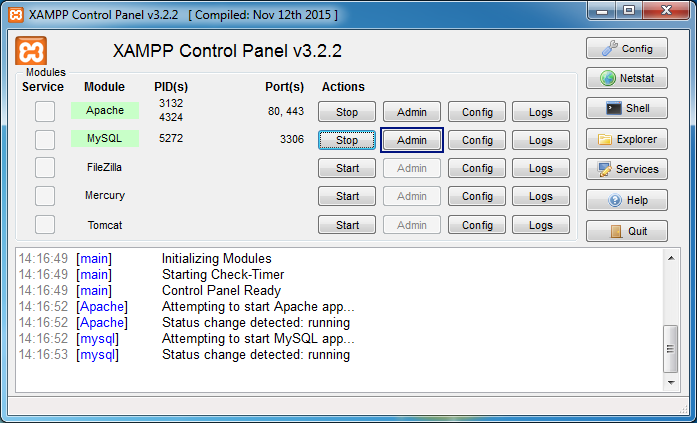 XAMPP Control Panel v3.2.2 [ Compiled: Nov 12th 2015 ]
XAMPP Control Panel v3.2.2
Config
Modules
Service Module PID(s) Port(s) Actions
Netstat
Apache 3132 4324 80, 443 Stop Admin Config Logs
Shell
MySQL 5272 3306 Stop Admin Config Logs
Explorer
FileZilla Start Admin Config Logs
Services
Mercury Start Admin Config Logs
Help
Tomcat Start Admin Config Logs
Quit
14:16:49 [main] Initializing Modules
14:16:49 [main] Starting Check-Timer
14:16:49 [main] Control Panel Ready
14:16:52 [Apache] Attempting to start Apache app...
14:16:52 [Apache] Status change detected: running
14:16:52 [mysql] Attempting to start MySQL app...
14:16:53 [mysql] Status change detected: running